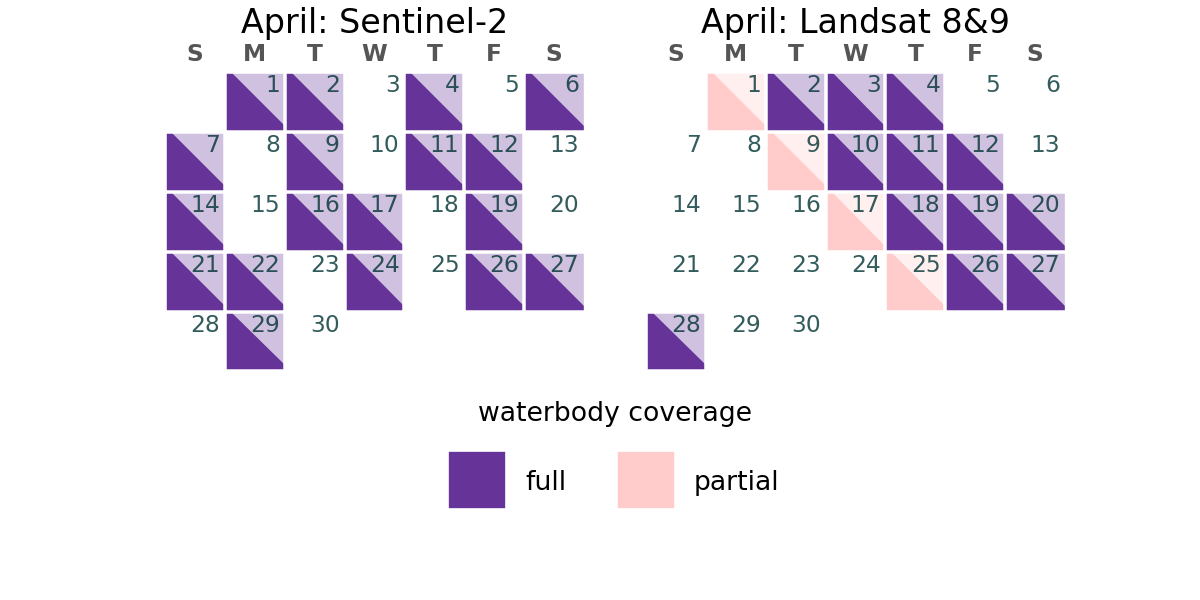 April: Sentinel-2
S M T W T F S
1 2 3 4 5 6
7 8 9 10 11 12 13
14 15 16 17 18 19 20
21 22 23 24 25 26 27
28 29 30
April: Landsat 8&9
S M T W T F S
1 2 3 4 5 6
7 8 9 10 11 12 13
14 15 16 17 18 19 20
21 22 23 24 25 26 27
28 29 30
waterbody coverage
full partial